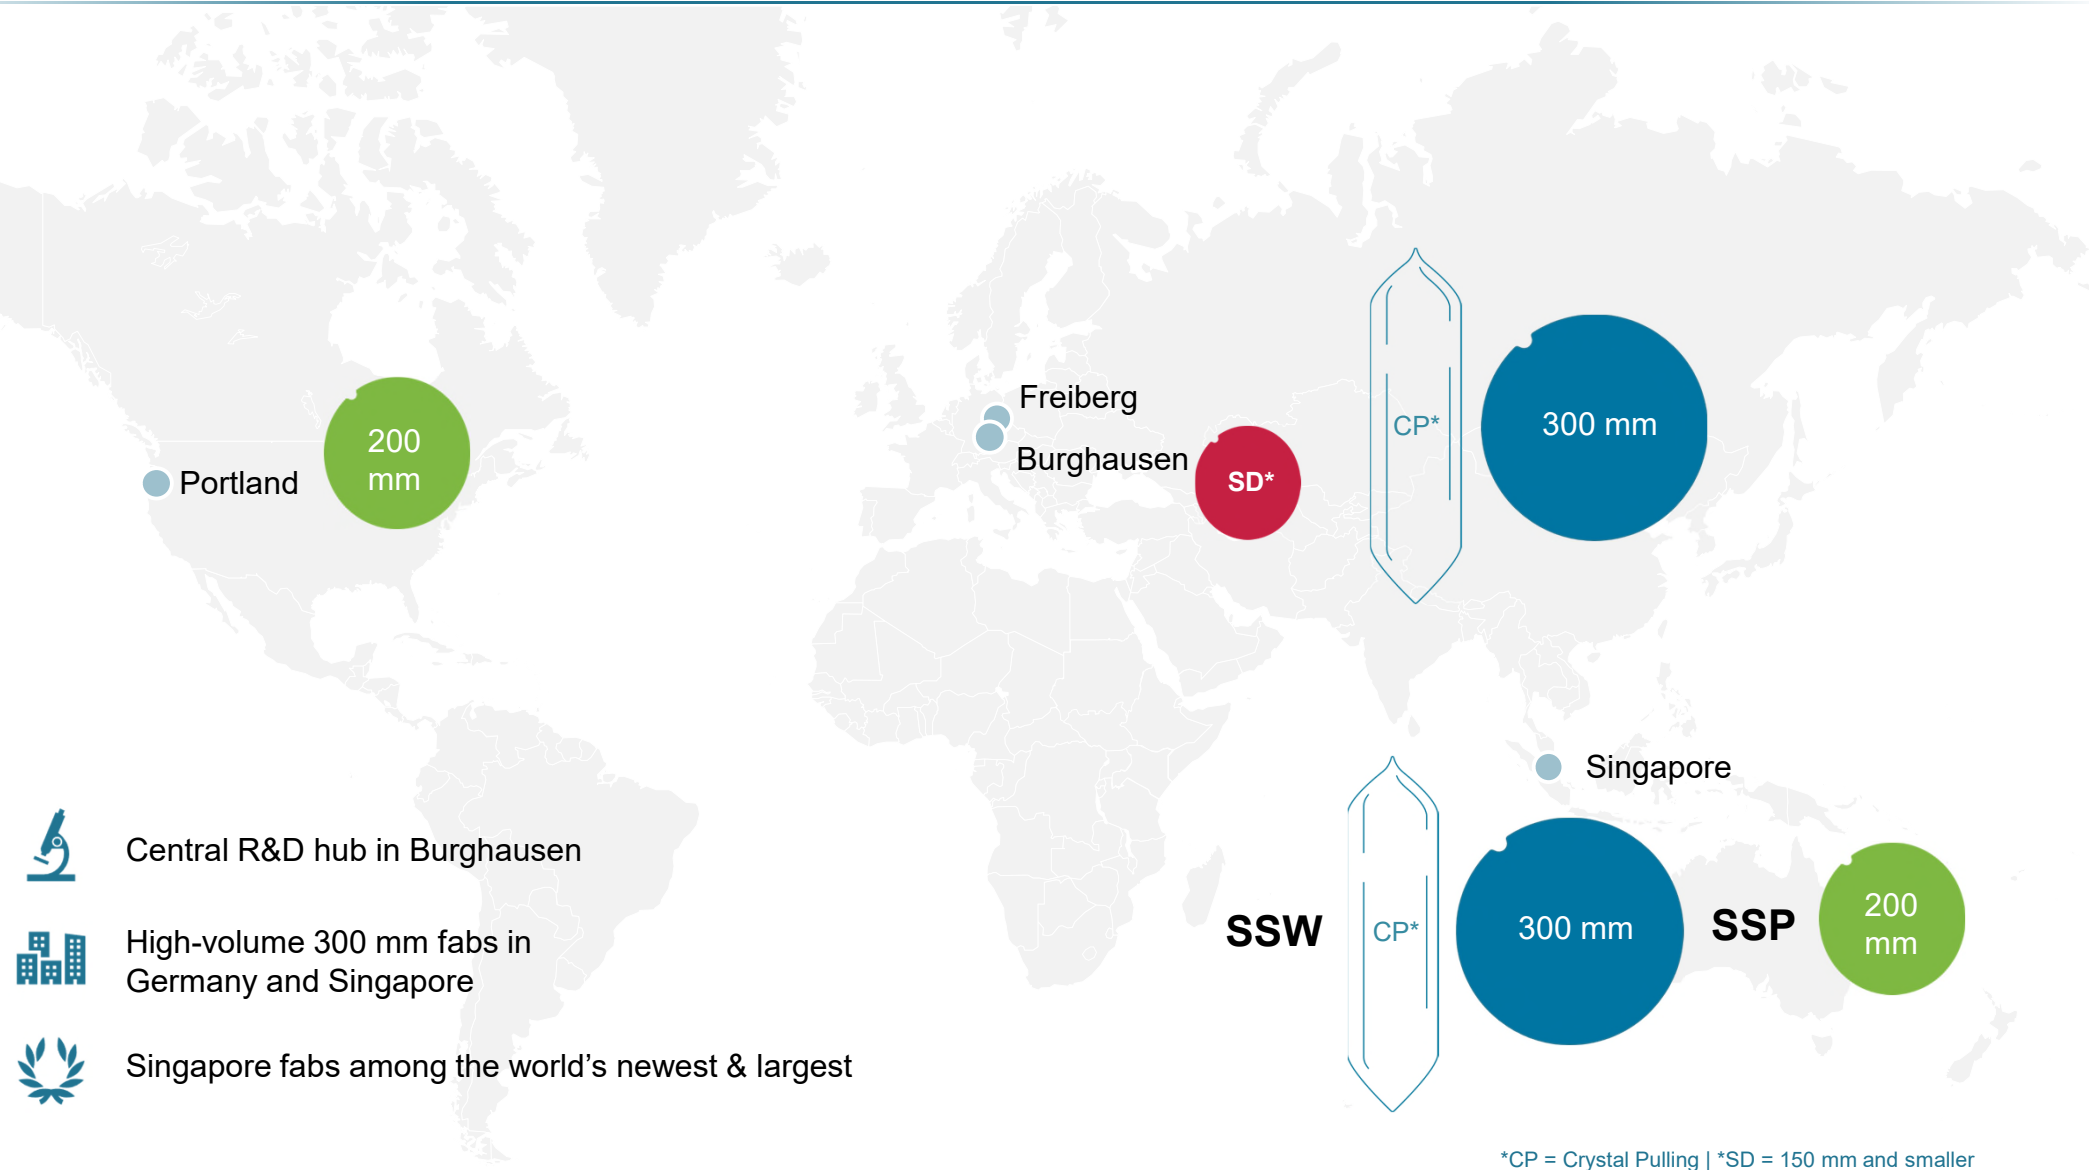 Freiberg
Burghausen
Portland
200
mm
SD*
CP*
300 mm
Singapore
SSW
CP*
300 mm
SSP
200
mm
Central R&D hub in Burghausen
High-volume 300 mm fabs in
Germany and Singapore
Singapore fabs among the world’s newest & largest
*CP = Crystal Pulling | *SD = 150 mm and smaller